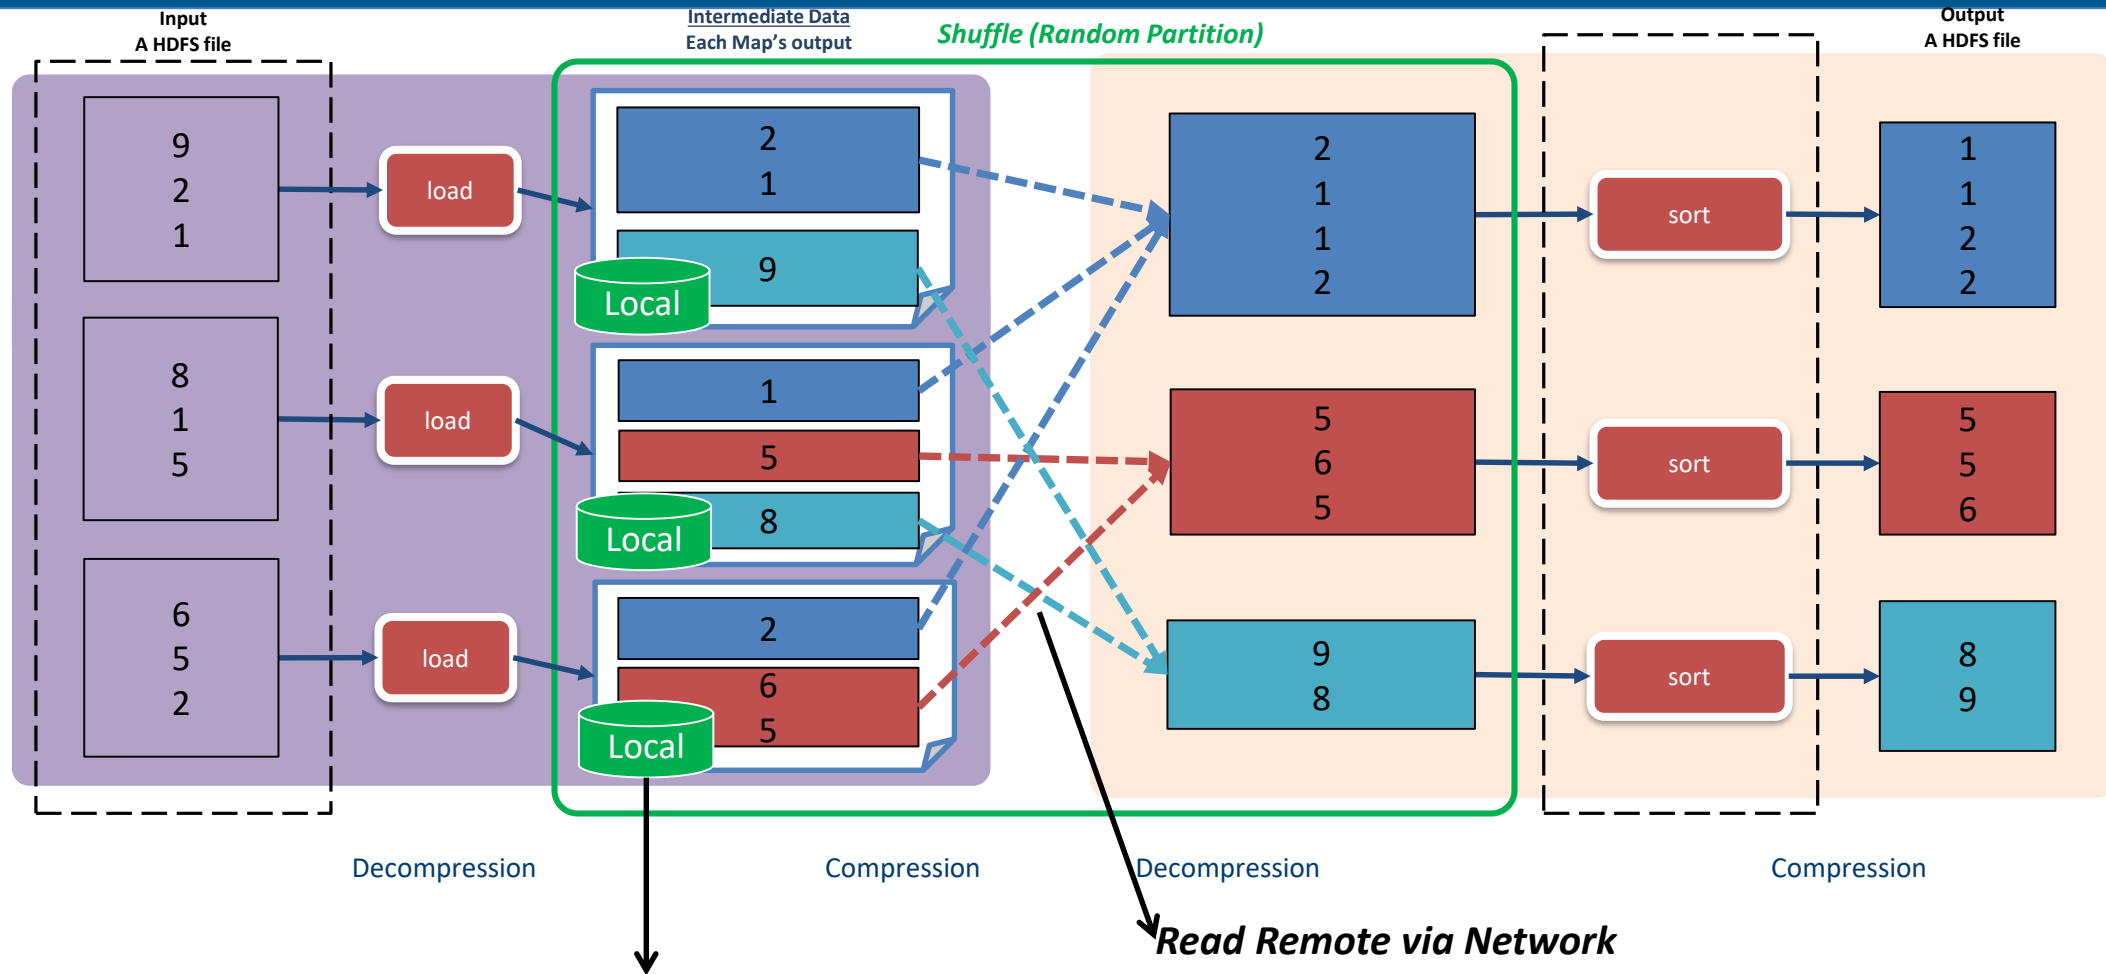 Input
A HDFS file
Intermediate Data
Each Map's output
Shuffle (Random Partition)
Output
A HDFS file
9
2
1
load
2
1
9
Local
2
1
1
2
sort
1
1
2
2
8
1
5
load
1
5
8
Local
5
6
5
sort
5
5
6
6
5
2
load
2
6
5
Local
9
8
sort
8
9
Decompression
Compression
Decompression
Compression
Read Remote via Network